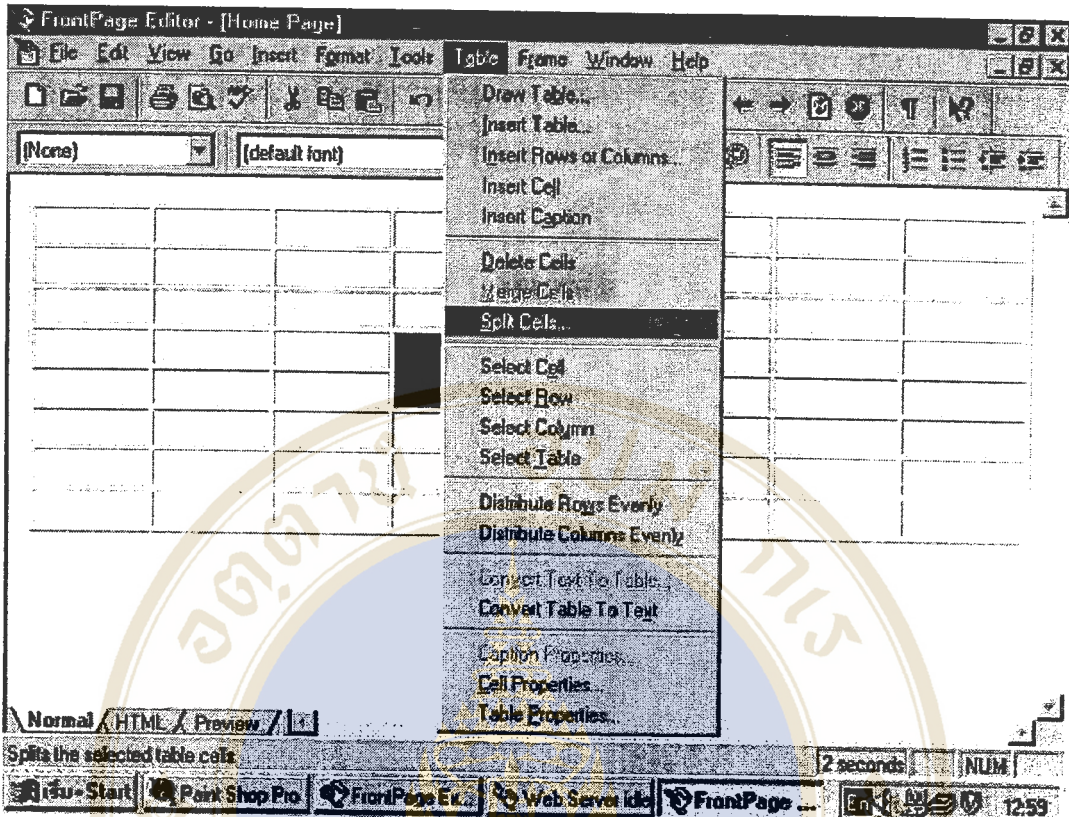 FrontPage Editor - [Home Page]
File Edit View Go Insert Format Tools Table Frame Window Help
Draw Table...
Insert Table...
(None) (default font)
Insert Rows or Columns...
Insert Cell
Insert Caption
Delete Cells
Merge Cells
Split Cells...
Select Cell
Select Row
Select Column
Select Table
Distribute Rows Evenly
Distribute Columns Evenly
Convert Text To Table...
Convert Table To Text
Caption Properties...
Cell Properties...
Table Properties...
Normal HTML Preview
Splits the selected table cells
2 seconds NUM
เริ่ม-Start Paint Shop Pro FrontPage Ex... Web Server idle FrontPage ... En 12:59